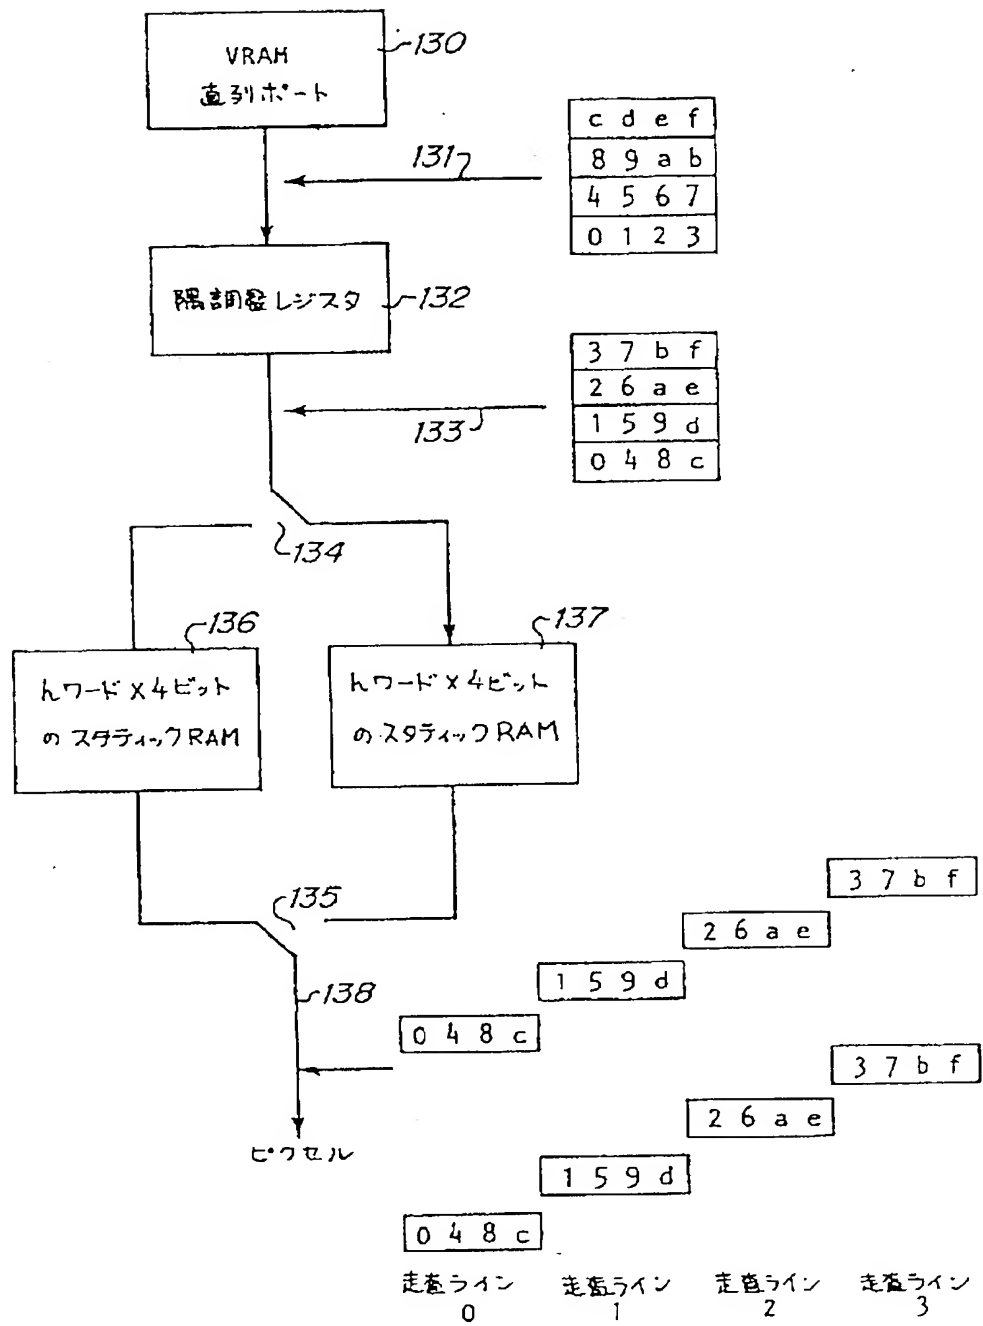 VRAM
直列ポート
130
131
c d e f
8 9 a b
4 5 6 7
0 1 2 3
隅調整レジスタ
132
133
3 7 b f
2 6 a e
1 5 9 d
0 4 8 c
134
136
137
hワード×4ビット
のスタティックRAM
hワード×4ビット
のスタティックRAM
135
138
3 7 b f
2 6 a e
1 5 9 d
0 4 8 c
3 7 b f
2 6 a e
1 5 9 d
0 4 8 c
ピクセル
走査ライン
0
走査ライン
1
走査ライン
2
走査ライン
3